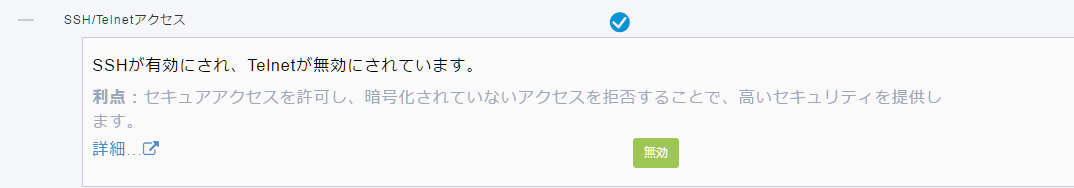 SSH/Telnetアクセス
SSHが有効にされ、Telnetが無効にされています。
利点：セキュアアクセスを許可し、暗号化されていないアクセスを拒否することで、高いセキュリティを提供し
ます。
詳細...
無効